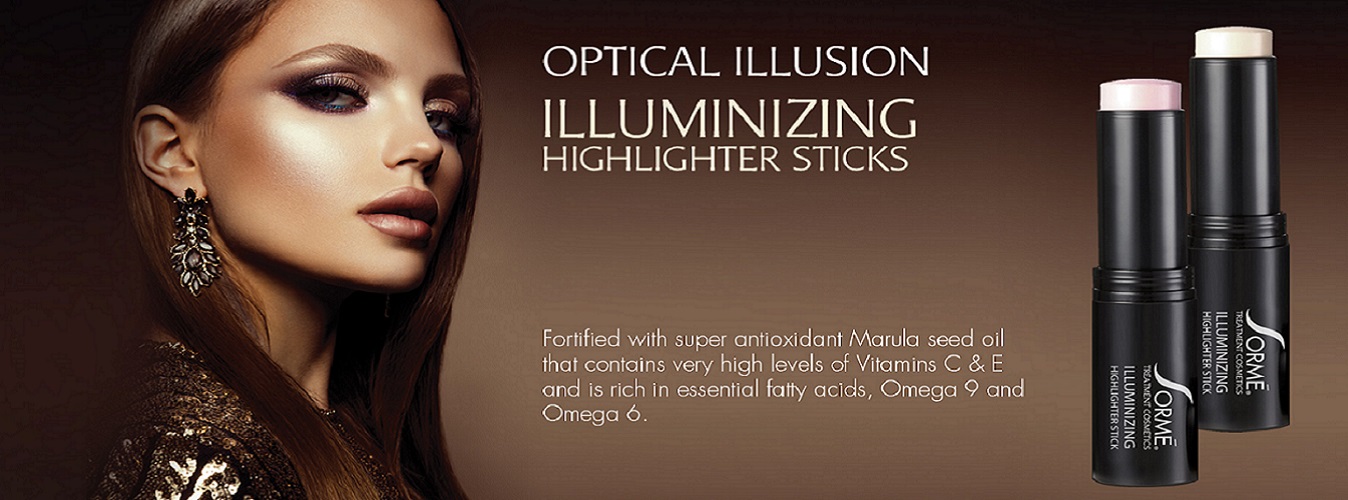 OPTICAL ILLUSION
ILLUMINIZING
HIGHLIGHTER STICKS
Fortified with super antioxidant Marula seed oil
that contains very high levels of Vitamins C & E
and is rich in essential fatty acids, Omega 9 and
Omega 6.
SORMĒ®
TREATMENT COSMETICS
ILLUMINIZING
HIGHLIGHTER STICK
SORMĒ®
TREATMENT COSMETICS
ILLUMINIZING
HIGHLIGHTER STICK